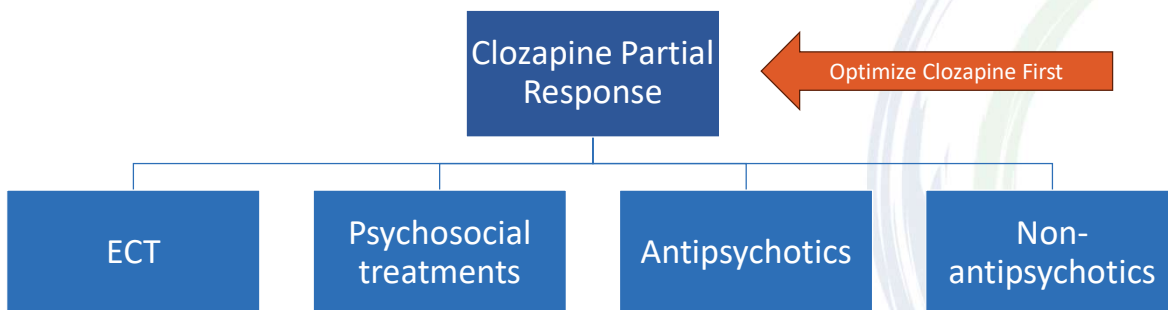 Clozapine Partial
Response
Optimize Clozapine First
ECT
Psychosocial
treatments
Antipsychotics
Non-
antipsychotics